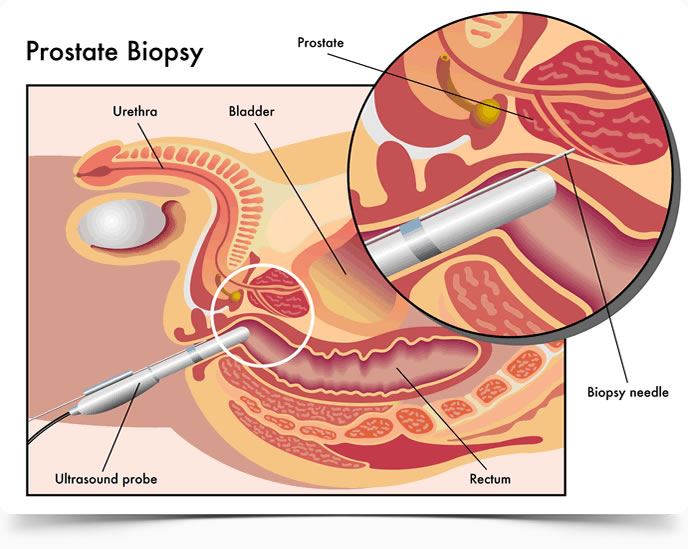 Prostate Biopsy
Prostate
Urethra
Bladder
Biopsy needle
Ultrasound probe
Rectum